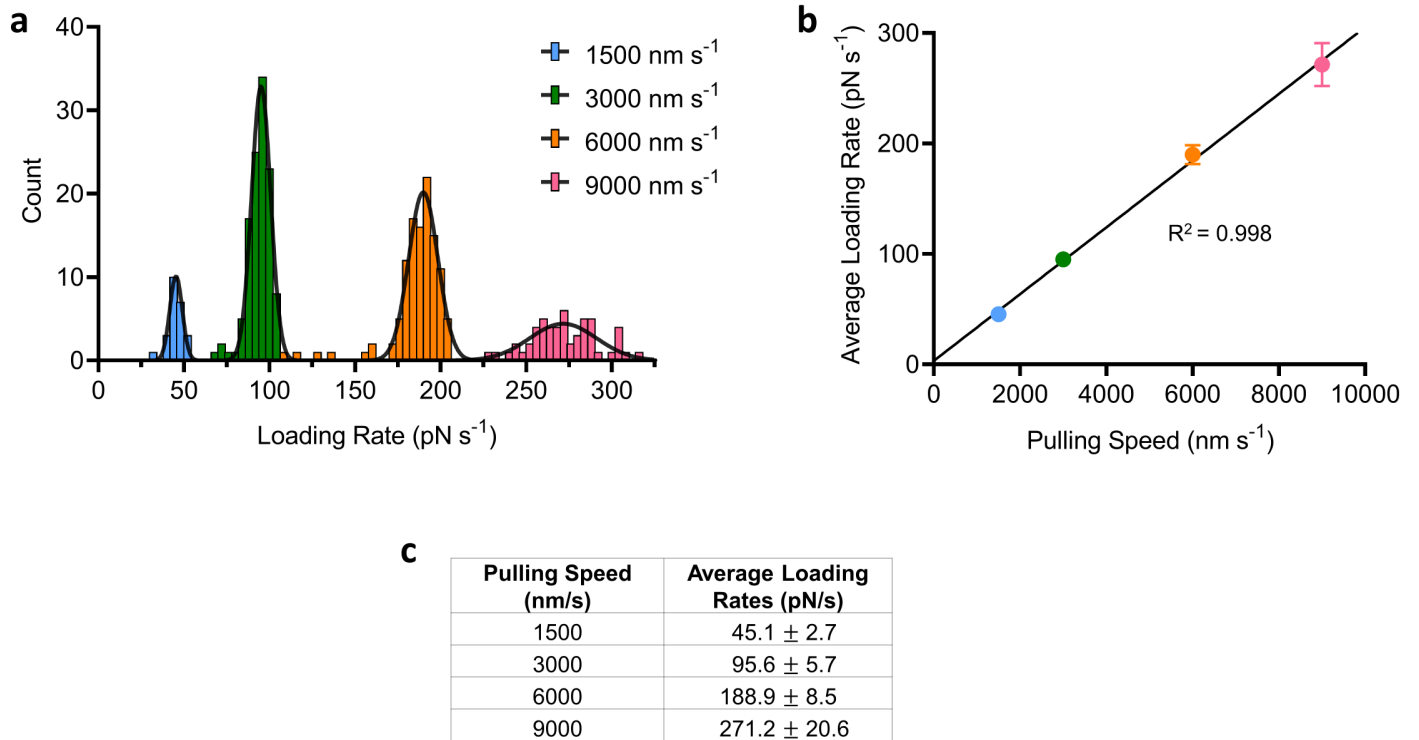 a
40
30
20
10
0
Count
0 50 100 150 200 250 300
Loading Rate (pN s⁻¹)
1500 nm s⁻¹
3000 nm s⁻¹
6000 nm s⁻¹
9000 nm s⁻¹
b
300
200
100
0
Average Loading Rate (pN s⁻¹)
R² = 0.998
0 2000 4000 6000 8000 10000
Pulling Speed (nm s⁻¹)
c
Pulling Speed
(nm/s)
Average Loading
Rates (pN/s)
1500 45.1 ± 2.7
3000 95.6 ± 5.7
6000 188.9 ± 8.5
9000 271.2 ± 20.6